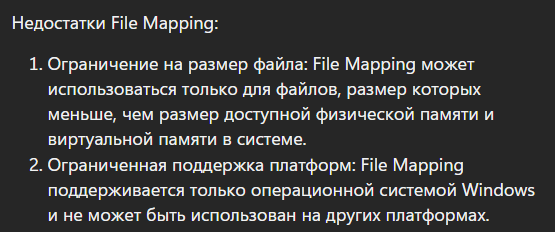 Недостатки File Mapping:
1. Ограничение на размер файла: File Mapping может
использоваться только для файлов, размер которых
меньше, чем размер доступной физической памяти и
виртуальной памяти в системе.
2. Ограниченная поддержка платформ: File Mapping
поддерживается только операционной системой Windows
и не может быть использован на других платформах.